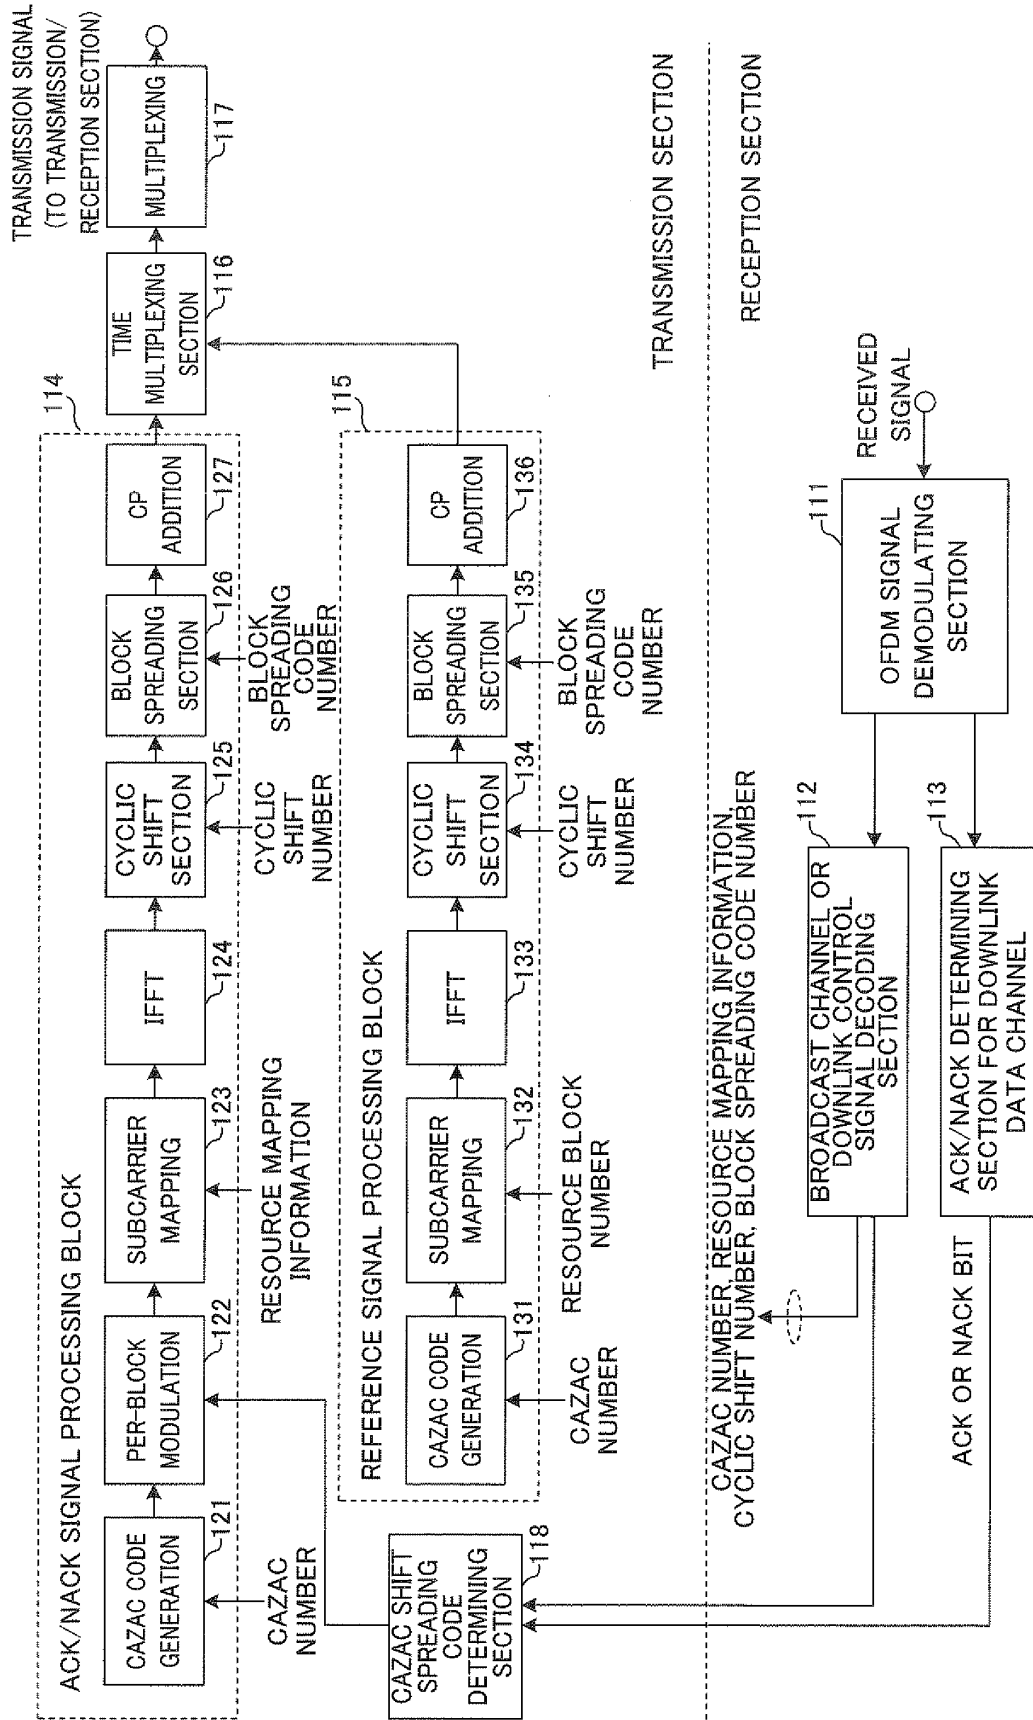 TRANSMISSION SIGNAL
(TO TRANSMISSION/
RECEPTION SECTION)
ACK/NACK SIGNAL PROCESSING BLOCK
114
CAZAC CODE
GENERATION
121
PER-BLOCK
MODULATION
122
SUBCARRIER
MAPPING
123
IFFT
124
CYCLIC
SHIFT
SECTION
125
BLOCK
SPREADING
SECTION
126
CP
ADDITION
127
TIME
MULTIPLEXING
SECTION
116
MULTIPLEXING
117
CAZAC
NUMBER
RESOURCE MAPPING
INFORMATION
CYCLIC
SHIFT
NUMBER
BLOCK
SPREADING
CODE
NUMBER
REFERENCE SIGNAL PROCESSING BLOCK
115
CAZAC CODE
GENERATION
131
SUBCARRIER
MAPPING
132
IFFT
133
CYCLIC
SHIFT
SECTION
134
BLOCK
SPREADING
SECTION
135
CP
ADDITION
136
CAZAC
NUMBER
RESOURCE BLOCK
NUMBER
CYCLIC
SHIFT
NUMBER
BLOCK
SPREADING
CODE
NUMBER
CAZAC SHIFT
SPREADING
CODE
DETERMINING
SECTION
118
TRANSMISSION SECTION
RECEPTION SECTION
CAZAC NUMBER, RESOURCE MAPPING INFORMATION,
CYCLIC SHIFT NUMBER, BLOCK SPREADING CODE NUMBER
BROADCAST CHANNEL OR
DOWNLINK CONTROL
SIGNAL DECODING
SECTION
112
OFDM SIGNAL
DEMODULATING
SECTION
111
RECEIVED
SIGNAL
ACK OR NACK BIT
ACK/NACK DETERMINING
SECTION FOR DOWNLINK
DATA CHANNEL
113